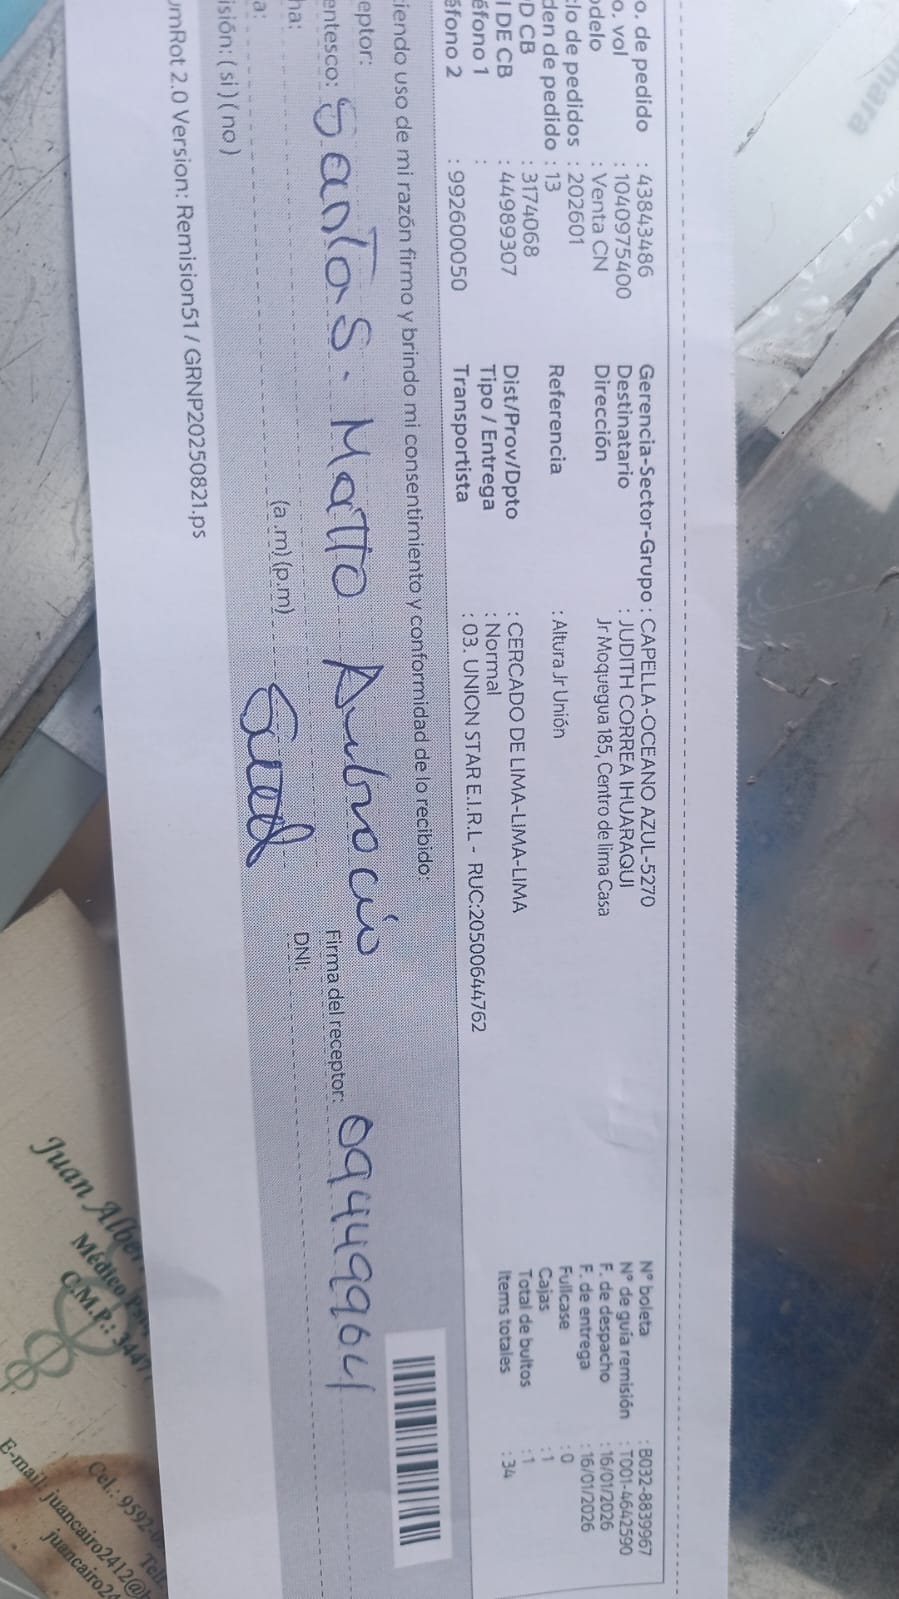 o. de pedido : 43843486
o. vol : 1040975400
odelo : Venta CN
clo de pedidos : 202601
den de pedido : 13
D CB : 3174068
I DE CB : 44989307
éfono 1 :
éfono 2 : 992600050
Gerencia-Sector-Grupo : CAPELLA-OCEANO AZUL-5270
Destinatario : JUDITH CORREA IHUARAQUI
Dirección Jr Moquegua 185, Centro de lima Casa
Referencia : Altura Jr Unión
Dist/Prov/Dpto : CERCADO DE LIMA-LIMA-LIMA
Tipo / Entrega : Normal
Transportista : 03. UNION STAR E.I.R.L - RUC:20500644762
N° boleta : B032-8839967
N° de guía remisión : T001-4642590
F. de despacho : 16/01/2026
F. de entrega : 16/01/2026
Fullcase : 0
Cajas : 1
Total de bultos : 1
Items totales : 34
ciendo uso de mi razón firmo y brindo mi consentimiento y conformidad de lo recibido:
eptor: Santos. Matto Ambrocio
entesco: Firma del receptor: 09449964
ha: DNI:
a: (a.m) (p.m)
isión: ( si ) ( no )
umRot 2.0 Version: Remision51 / GRNP20250821.ps
Juan Alber
Médico
C.M.P.: 3447
Cel.: 9592-
Tel
E-mail: juancairo2412@
juancairo24